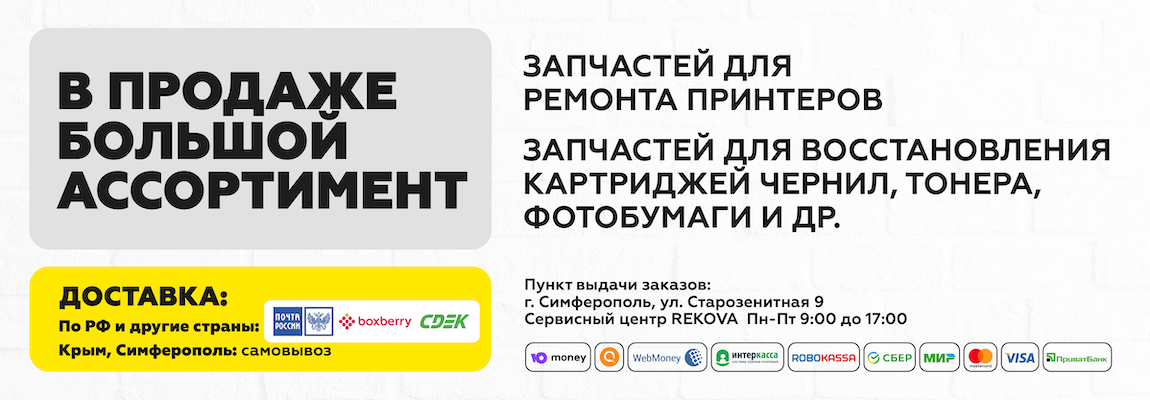 В ПРОДАЖЕ
БОЛЬШОЙ
АССОРТИМЕНТ
ЗАПЧАСТЕЙ ДЛЯ
РЕМОНТА ПРИНТЕРОВ
ЗАПЧАСТЕЙ ДЛЯ ВОССТАНОВЛЕНИЯ
КАРТРИДЖЕЙ ЧЕРНИЛ, ТОНЕРА,
ФОТОБУМАГИ И ДР.
ДОСТАВКА:
По РФ и другие страны: ПОЧТА РОССИИ boxberry CDEK
Крым, Симферополь: самовывоз
Пункт выдачи заказов:
г. Симферополь, ул. Старозенитная 9
Сервисный центр REKOVA Пн-Пт 9:00 до 17:00
money WebMoney интеркасса ROBOKASSA СБЕР МИР mastercard VISA ПриватБанк